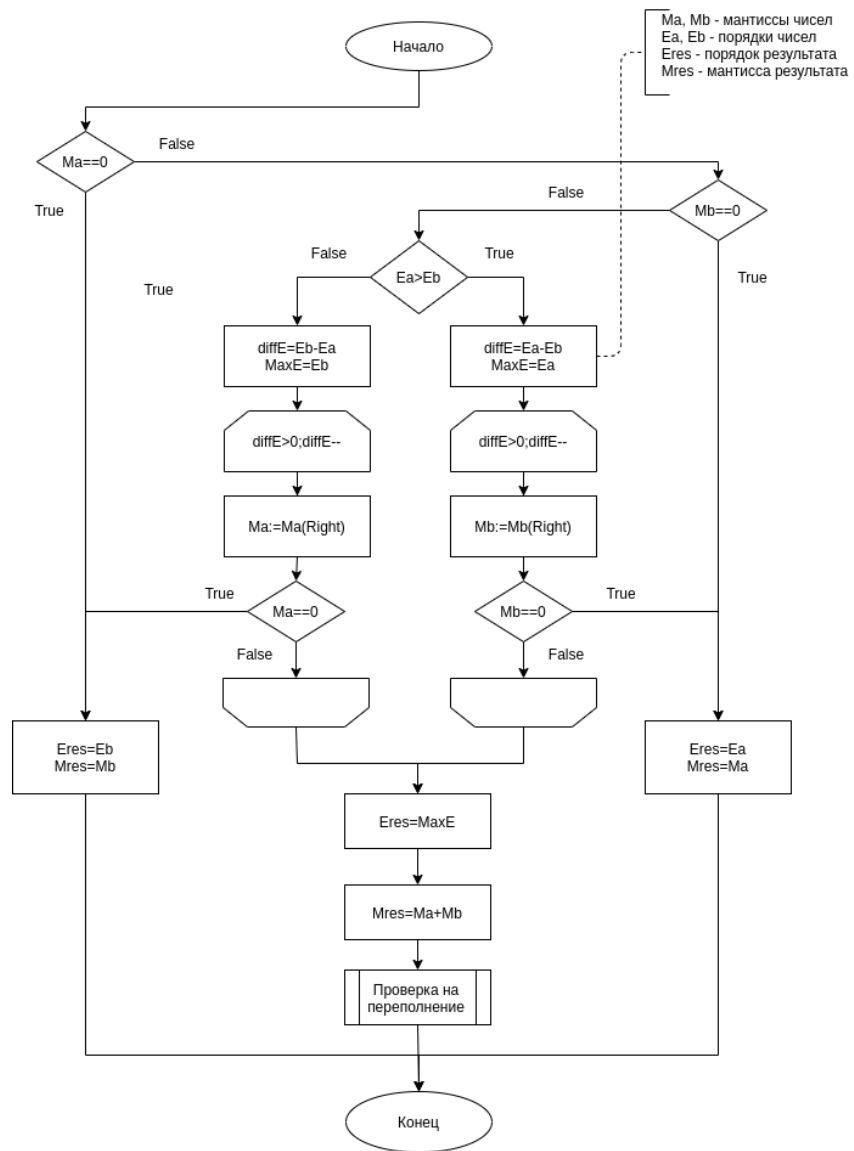 Ma, Mb - мантиссы чисел
Ea, Eb - порядки чисел
Eres - порядок результата
Mres - мантисса результата
Начало
Ma==0
False
True
Mb==0
False
True
Ea>Eb
False
True
True
diffE=Eb-Ea
MaxE=Eb
diffE=Ea-Eb
MaxE=Ea
diffE>0;diffE--
diffE>0;diffE--
Ma:=Ma(Right)
Mb:=Mb(Right)
True
Ma==0
False
Mb==0
True
False
Eres=Eb
Mres=Mb
Eres=Ea
Mres=Ma
Eres=MaxE
Mres=Ma+Mb
Проверка на
переполнение
Конец